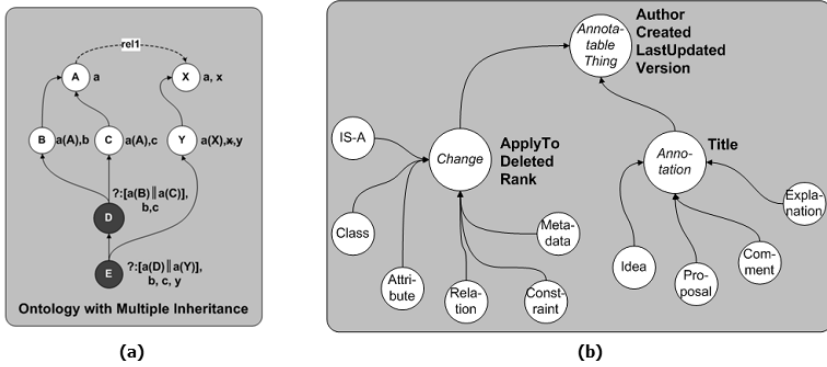 rel1
A
a
X
a, x
B
a(A),b
C
a(A),c
Y
a(X),x,y
?:[a(B)||a(C)],
b,c
D
?:[a(D)||a(Y)],
b, c, y
E
Ontology with Multiple Inheritance
(a)
Annota-
table
Thing
Author
Created
LastUpdated
Version
IS-A
Change
ApplyTo
Deleted
Rank
Anno-
tation
Title
Class
Attri-
bute
Rela-
tion
Const-
raint
Meta-
data
Idea
Pro-
posal
Com-
ment
Expla-
nation
(b)